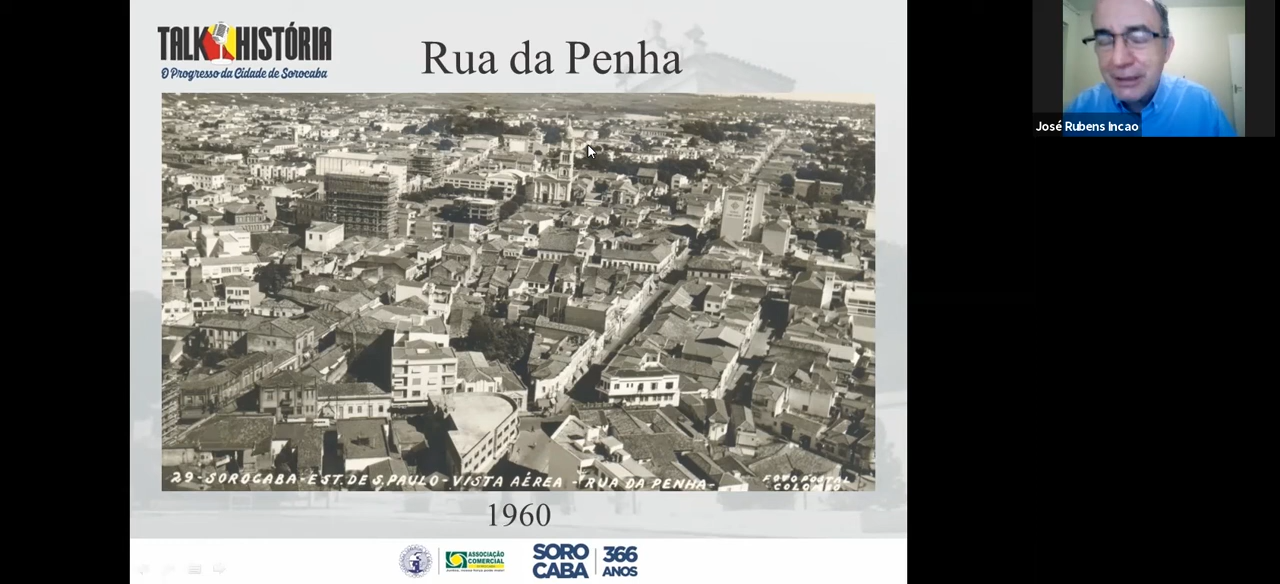 TALK HISTÓRIA
O Progresso da Cidade de Sorocaba
Rua da Penha
José Rubens Incao
29-SOROCABA-EST. DE S. PAULO-VISTA AÉREA-RUA DA PENHA-
FOTO POSTAL
COLOMBO
1960
ASSOCIAÇÃO
COMERCIAL
SOROCABA
SORO
CABA
366
ANOS